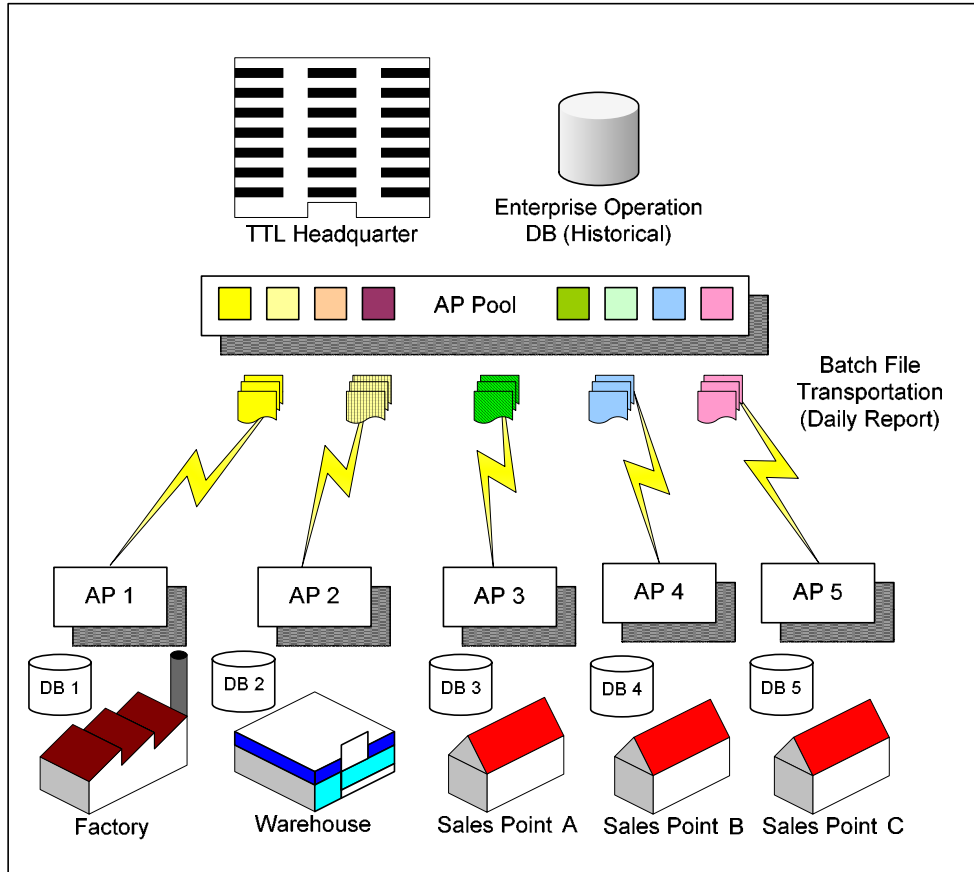 TTL Headquarter
Enterprise Operation
DB (Historical)
AP Pool
Batch File
Transportation
(Daily Report)
AP 1
AP 2
AP 3
AP 4
AP 5
DB 1
DB 2
DB 3
DB 4
DB 5
Factory
Warehouse
Sales Point A
Sales Point B
Sales Point C